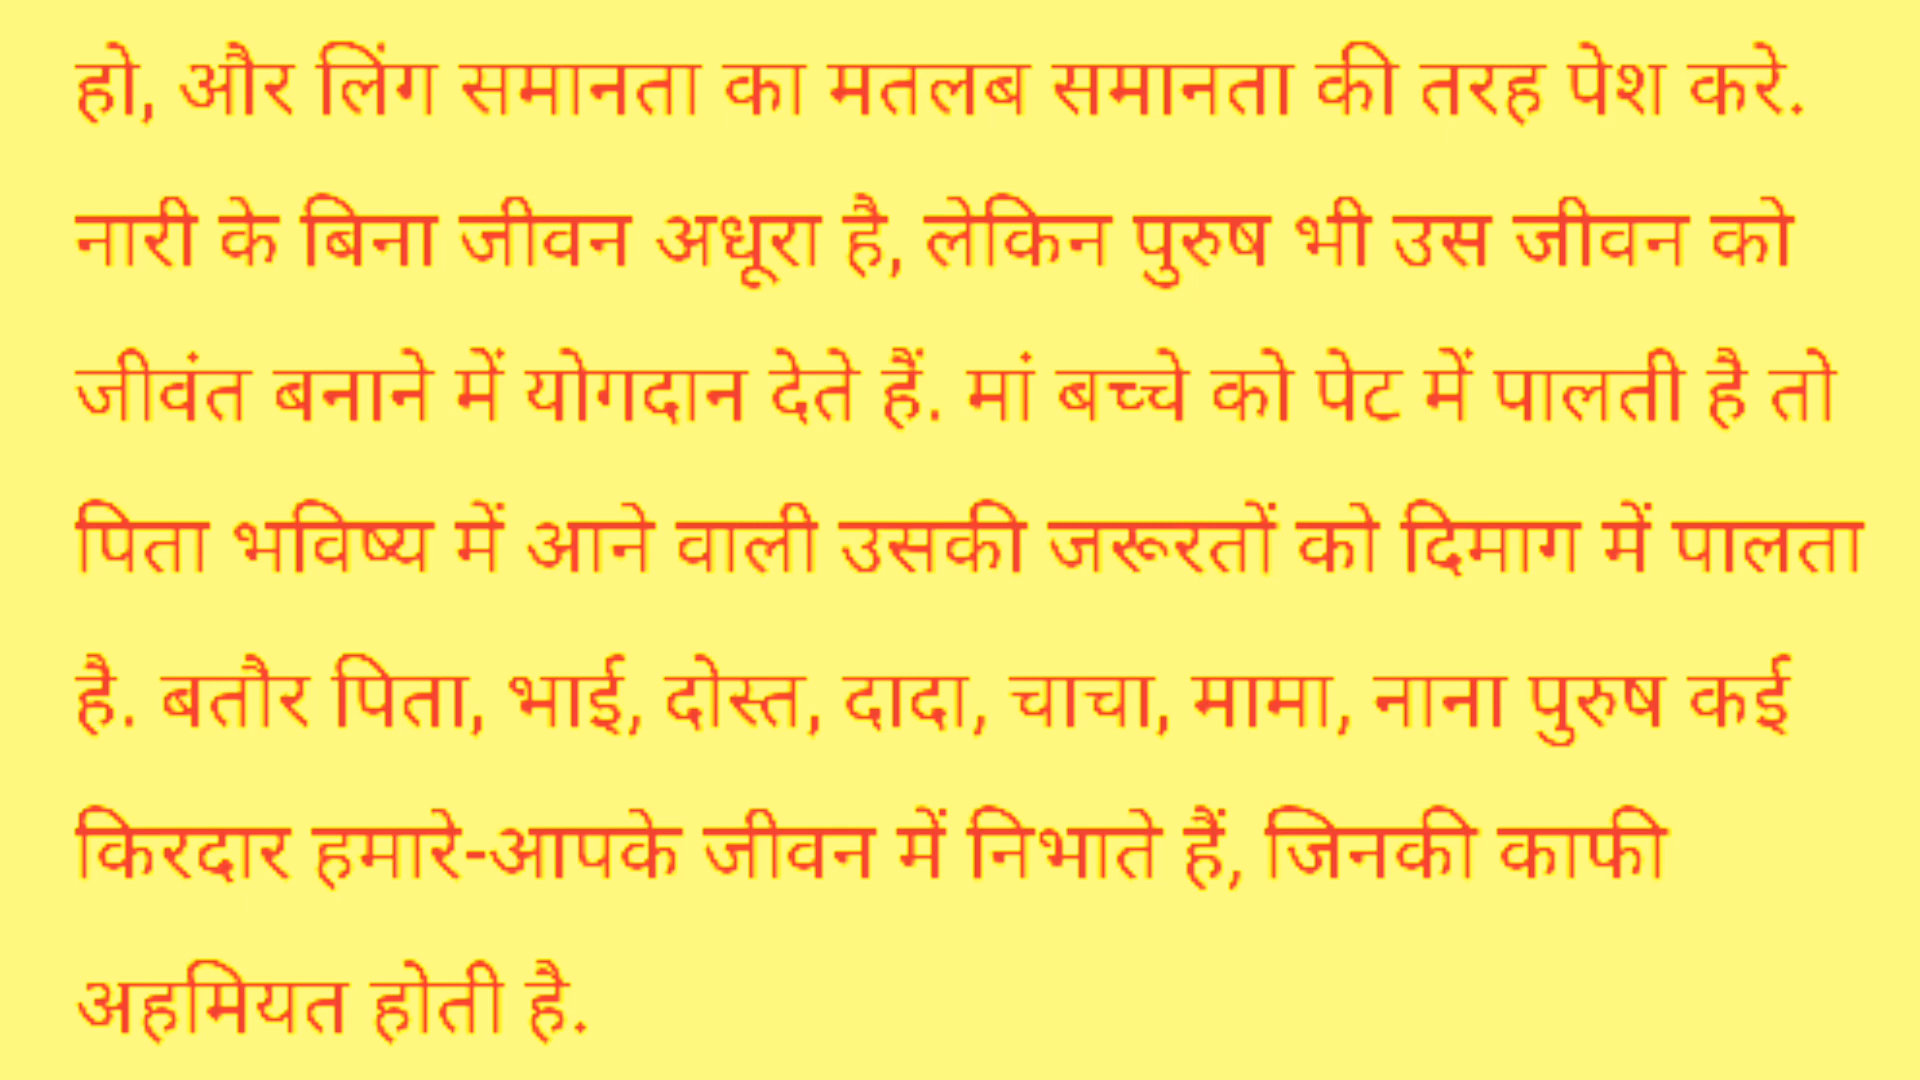 हो, और लिंग समानता का मतलब समानता की तरह पेश करे.
नारी के बिना जीवन अधूरा है, लेकिन पुरुष भी उस जीवन को
जीवंत बनाने में योगदान देते हैं. मां बच्चे को पेट में पालती है तो
पिता भविष्य में आने वाली उसकी जरूरतों को दिमाग में पालता
है. बतौर पिता, भाई, दोस्त, दादा, चाचा, मामा, नाना पुरुष कई
किरदार हमारे-आपके जीवन में निभाते हैं, जिनकी काफी
अहमियत होती है.